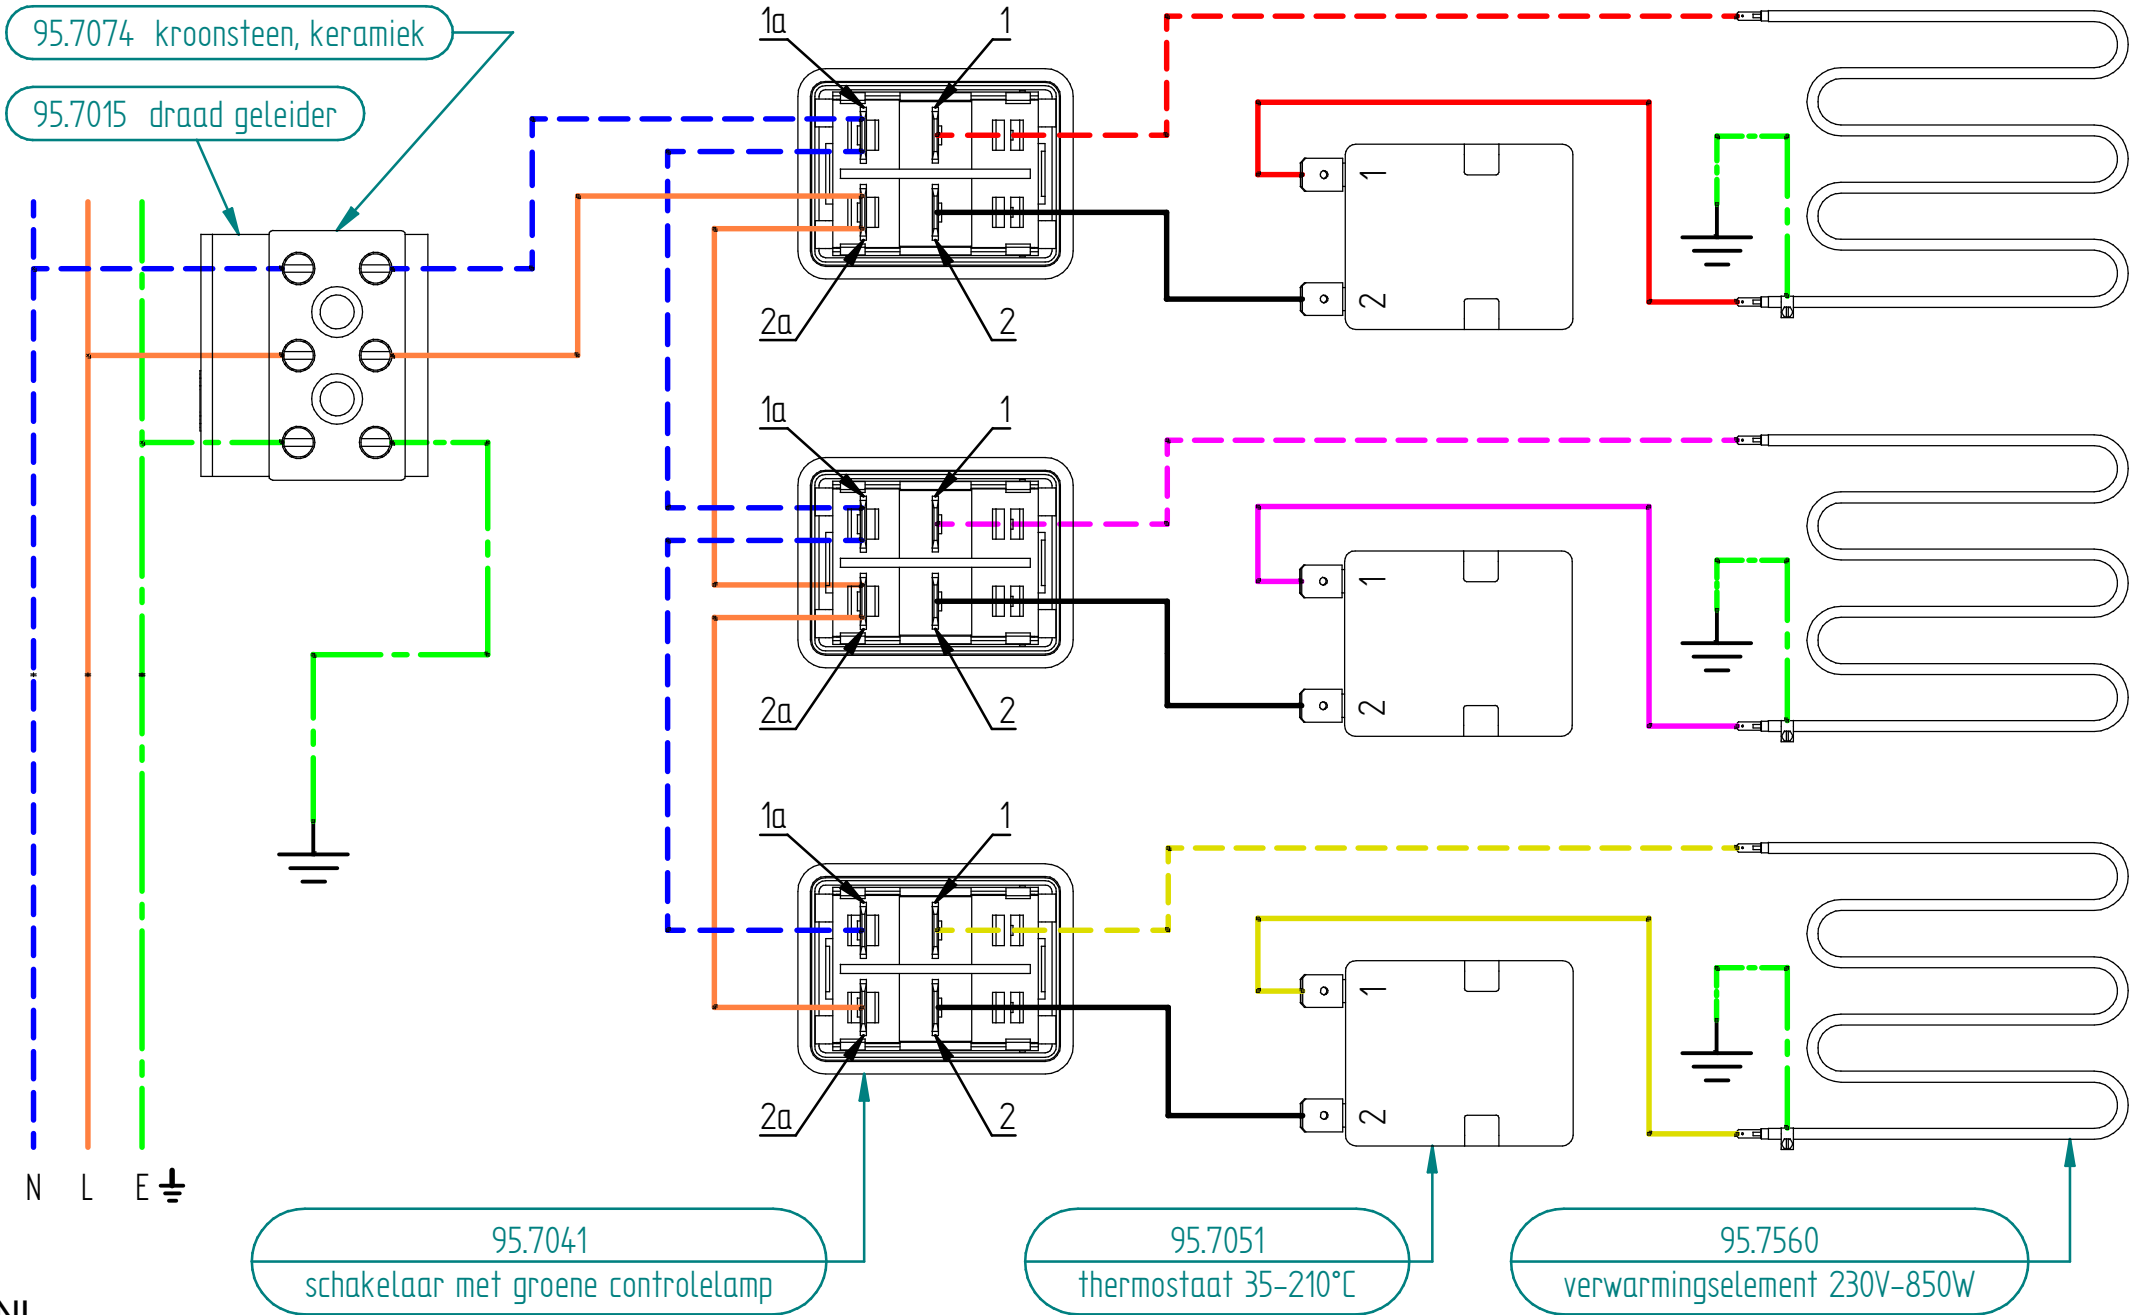 95.7074 kroonsteen, keramiek
95.7015 draad geleider
1a
1
2a
2
1
2
1a
1
2a
2
1
2
1a
1
2a
2
1
2
N L E
95.7041
schakelaar met groene controlelamp
95.7051
thermostaat 35-210°C
95.7560
verwarmingselement 230V-850W